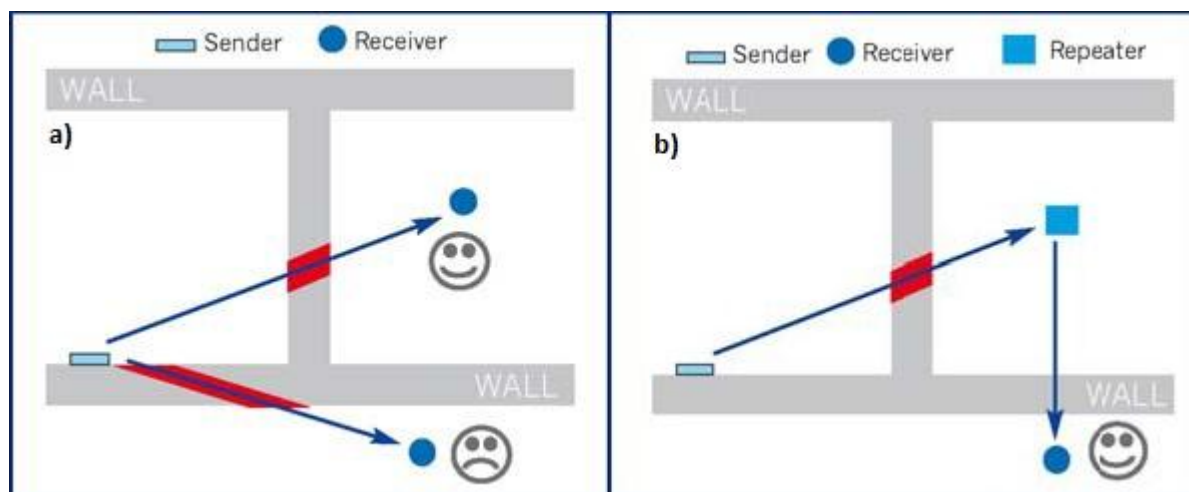 Sender Receiver
WALL
a)
WALL
Sender Receiver Repeater
WALL
b)
WALL